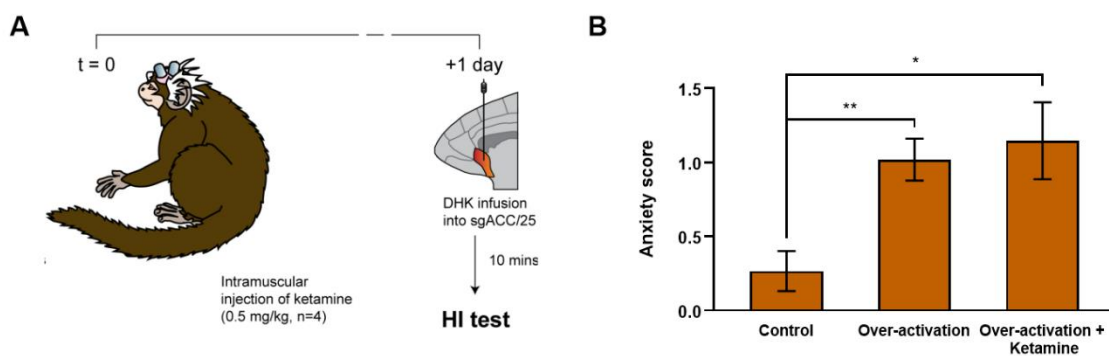 A
t = 0
+1 day
DHK infusion
into sgACC/25
10 mins
Intramuscular
injection of ketamine
(0.5 mg/kg, n=4)
HI test
B
*
**
Anxiety score
1.5
1.0
0.5
0.0
Control
Over-activation
Over-activation +
Ketamine